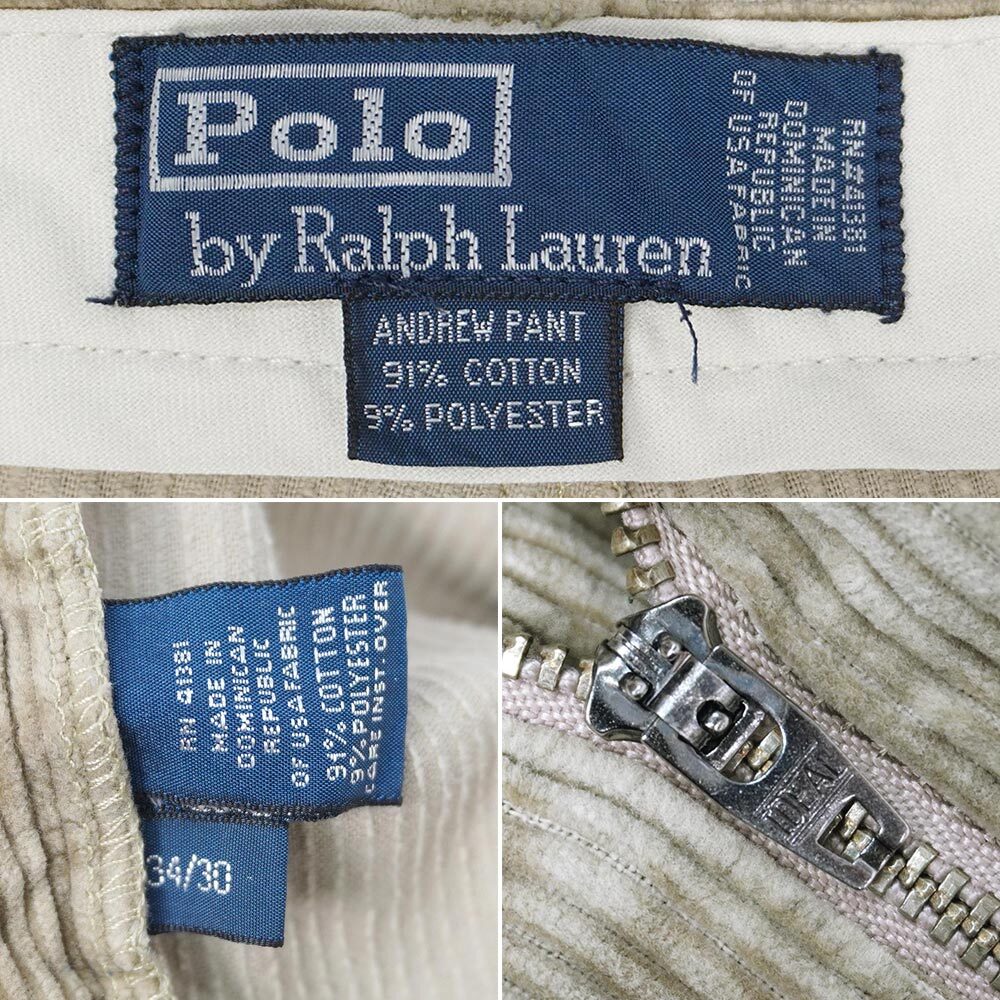 Polo
by Ralph Lauren
RN#41381
MADE IN
DOMINICAN
REPUBLIC
OF USA FABRIC
ANDREW PANT
91% COTTON
9% POLYESTER
RN 41381
MADE IN
DOMINICAN
REPUBLIC
OF USA FABRIC
91% COTTON
9% POLYESTER
CARE INST. OVER
34/30
IDEAL